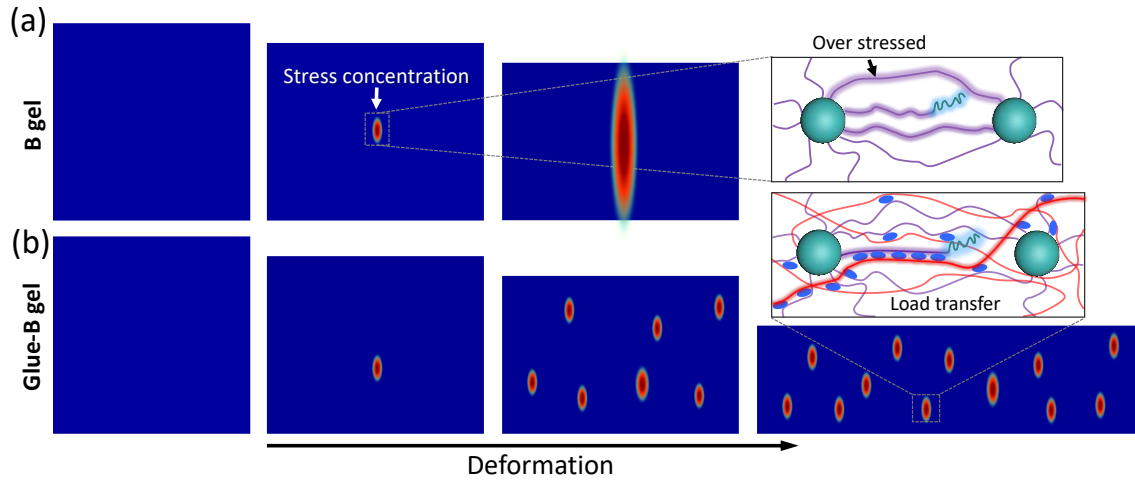 (a)
B gel
Stress concentration
Over stressed
(b)
Glue-B gel
Load transfer
Deformation